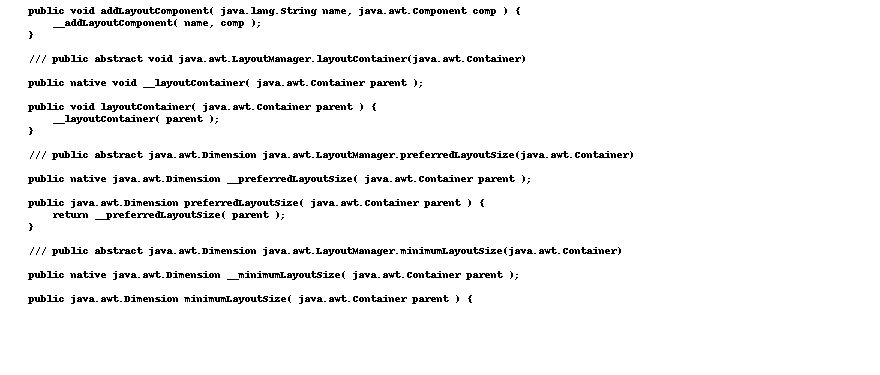 public void addLayoutComponent( java.lang.String name, java.awt.Component comp ) {
__addLayoutComponent( name, comp );
}
/// public abstract void java.awt.LayoutManager.layoutContainer(java.awt.Container)
public native void __layoutContainer( java.awt.Container parent );
public void layoutContainer( java.awt.Container parent ) {
__layoutContainer( parent );
}
/// public abstract java.awt.Dimension java.awt.LayoutManager.preferredLayoutSize(java.awt.Container)
public native java.awt.Dimension __preferredLayoutSize( java.awt.Container parent );
public java.awt.Dimension preferredLayoutSize( java.awt.Container parent ) {
return __preferredLayoutSize( parent );
}
/// public abstract java.awt.Dimension java.awt.LayoutManager.minimumLayoutSize(java.awt.Container)
public native java.awt.Dimension __minimumLayoutSize( java.awt.Container parent );
public java.awt.Dimension minimumLayoutSize( java.awt.Container parent ) {